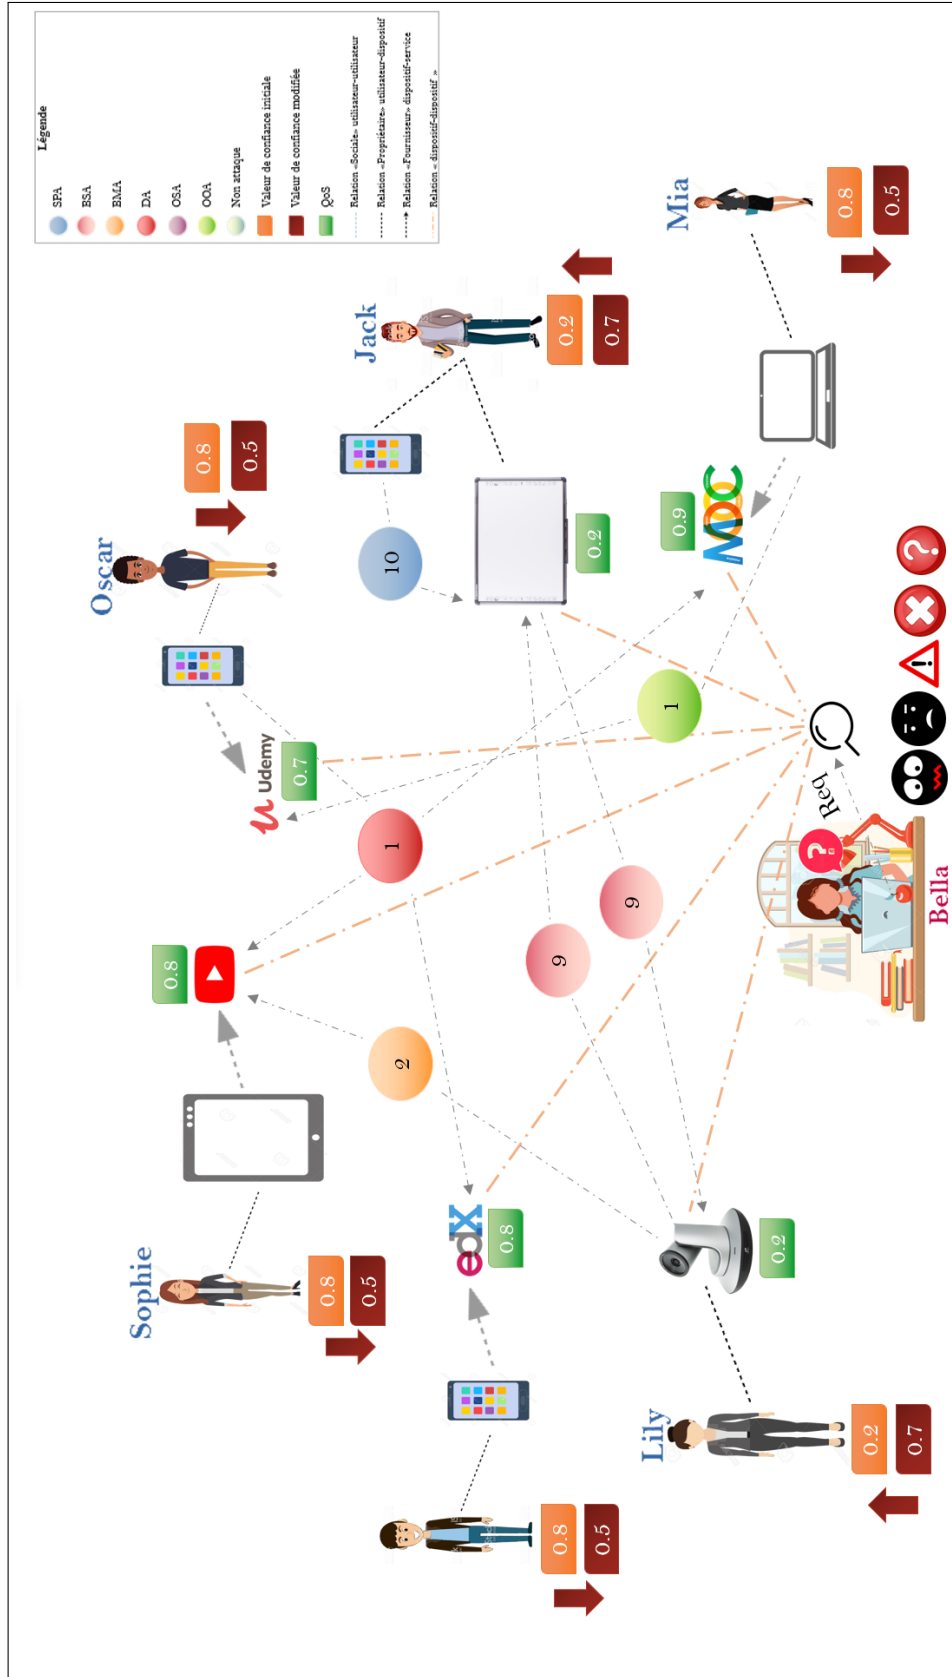 Légende
SPA
BSA
BMA
DA
OSA
OOA
Non attaque
Valeur de confiance initiale
Valeur de confiance modifiée
QoS
Relation «Sociale» utilisateur-utilisateur
Relation «Propriétaire» utilisateur-dispositif
Relation «Fournisseur» dispositif-service
Relation « dispositif-dispositif »
Sophie
0.8
0.5
0.8
Oscar
0.8
0.5
Udemy
0.7
Jack
0.2
0.7
10
0.2
1
2
9
9
1
edX
0.8
0.8
0.5
Lily
0.2
0.7
0.2
MOOC
0.9
Mia
0.8
0.5
Req
?
?
Bella